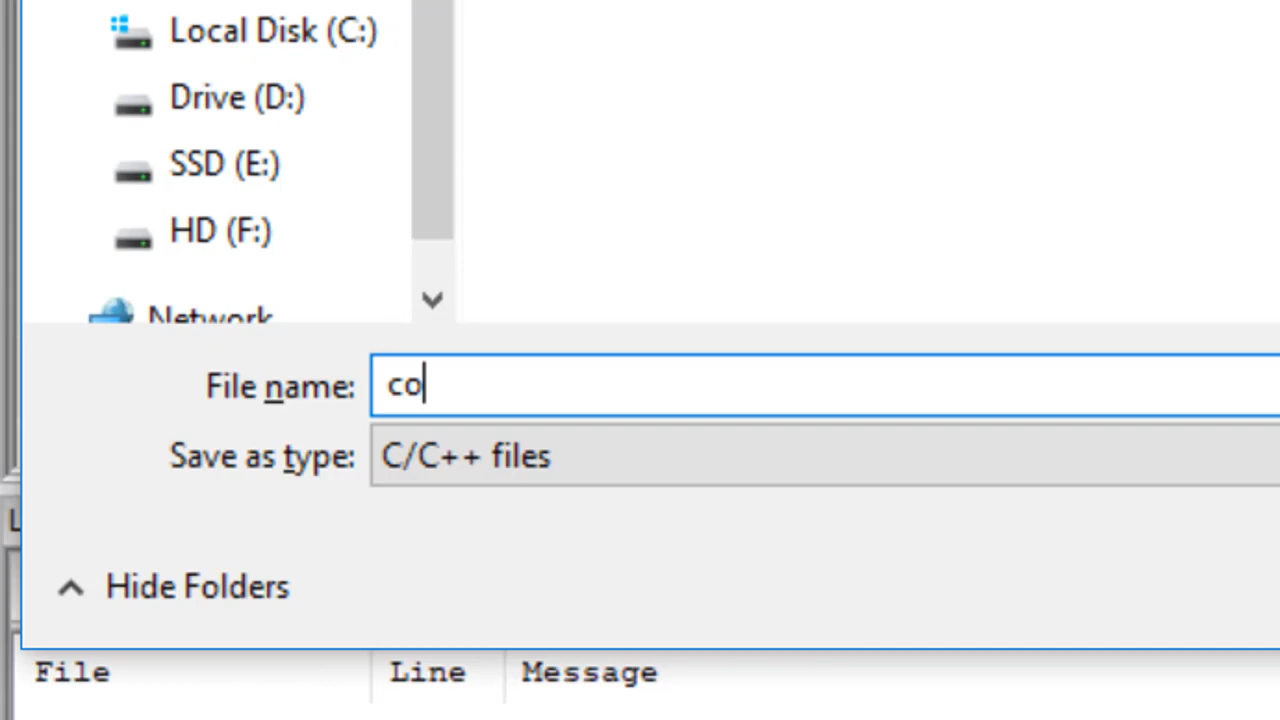 Local Disk (C:)
Drive (D:)
SSD (E:)
HD (F:)
Network
File name: co
Save as type: C/C++ files
L
Hide Folders
File Line Message